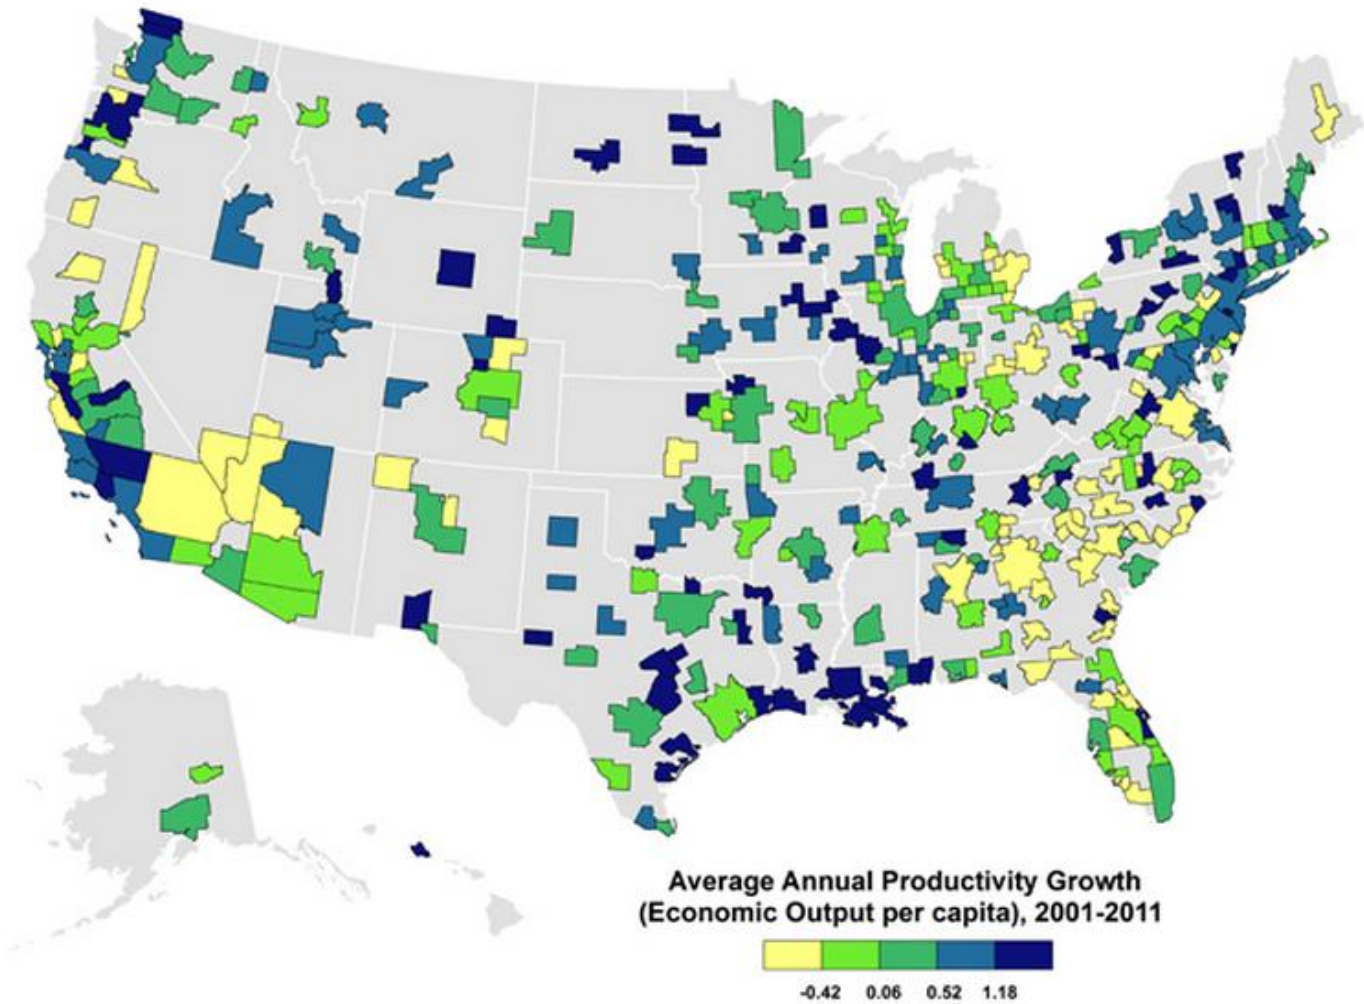 Average Annual Productivity Growth
(Economic Output per capita), 2001-2011
-0.42 0.06 0.52 1.18